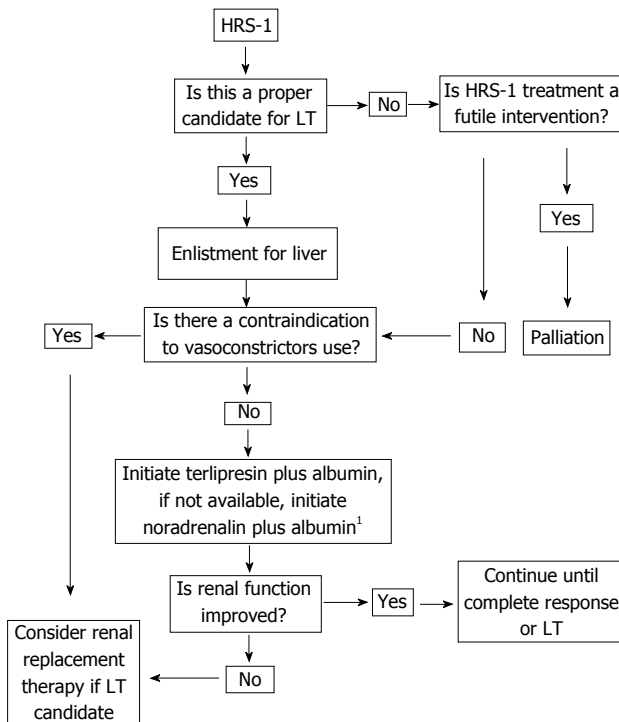 HRS-1
Is this a proper
candidate for LT
No
Is HRS-1 treatment a
futile intervention?
Yes
Yes
Enlistment for liver
Yes
Is there a contraindication
to vasoconstrictors use?
No
Palliation
No
Initiate terlipresin plus albumin,
if not available, initiate
noradrenalin plus albumin¹
Is renal function
improved?
Yes
Continue until
complete response
or LT
Consider renal
replacement
therapy if LT
candidate
No